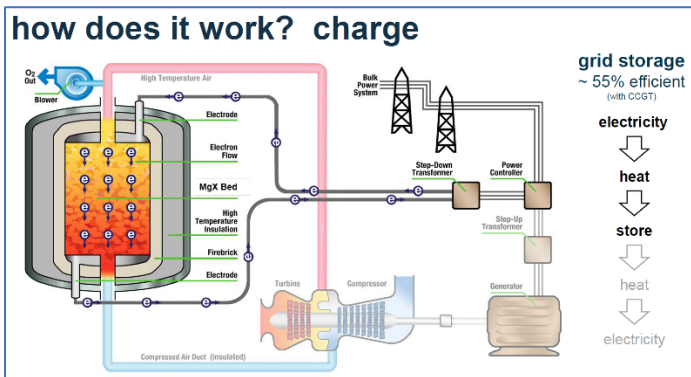 how does it work?  charge
O2
Out
Blower
High Temperature Air
Electrode
Electron
Flow
MgX Bed
High
Temperature
Insulation
Firebrick
Electrode
Compressed Air Duct (insulated)
e e e
e e e
e e e
e e e
e e e e
e e
e e
e e e
e
Bulk
Power
System
Step-Down
Transformer
Power
Controller
Step-Up
Transformer
Turbine
Compressor
Generator
grid storage
~ 55% efficient
(with CCGT)
electricity
heat
store
heat
electricity